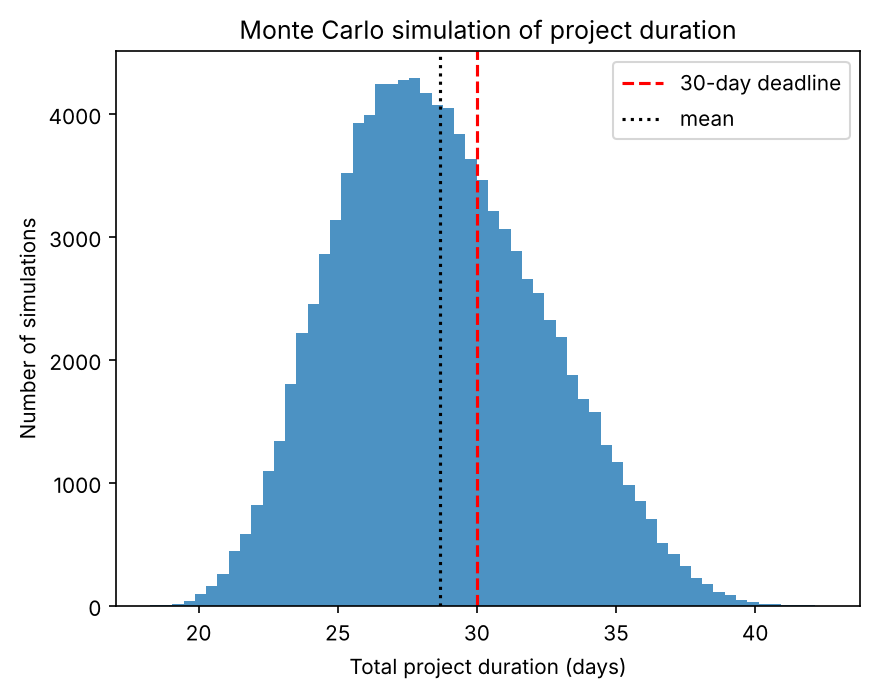 Monte Carlo simulation of project duration
30-day deadline
mean
Number of simulations
4000
3000
2000
1000
0
20 25 30 35 40
Total project duration (days)